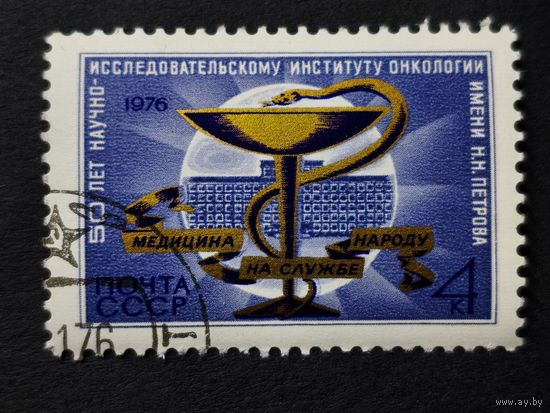 50 ЛЕТ НАУЧНО-ИССЛЕДОВАТЕЛЬСКОМУ ИНСТИТУТУ ОНКОЛОГИИ ИМЕНИ Н.Н. ПЕТРОВА
1976
МЕДИЦИНА
НА СЛУЖБЕ
НАРОДУ
ПОЧТА
СССР
4 К
176
www.ay.by